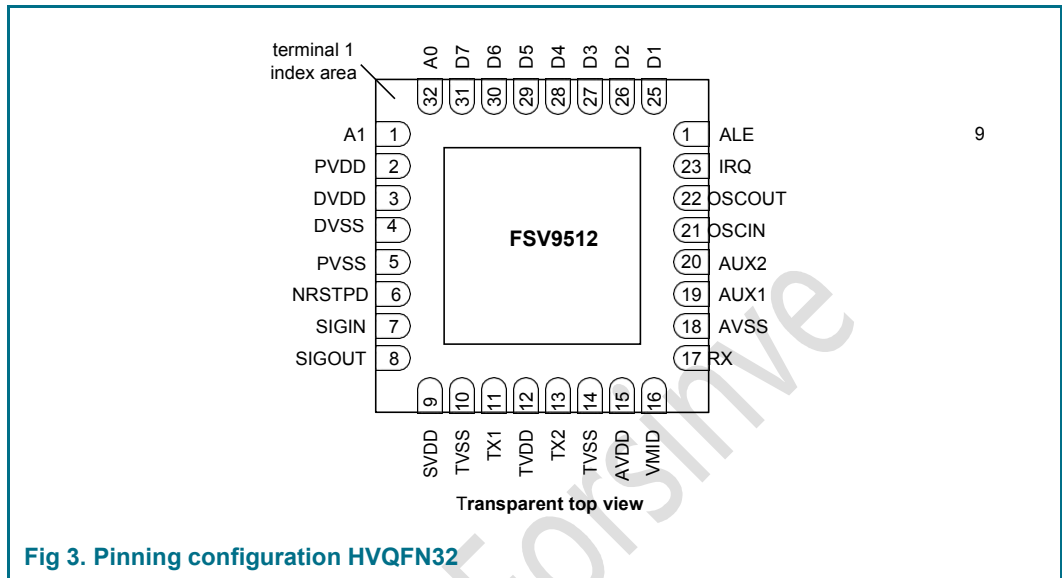 terminal 1
index area
A0
D7
D6
D5
D4
D3
D2
D1
32
31
30
29
28
27
26
25
A1 1
PVDD 2
DVDD 3
DVSS 4
PVSS 5
NRSTPD 6
SIGIN 7
SIGOUT 8
FSV9512
1 ALE
9
23 IRQ
22 OSCOUT
21 OSCIN
20 AUX2
19 AUX1
18 AVSS
17 RX
9
10
11
12
13
14
15
16
SVDD
TVSS
TX1
TVDD
TX2
TVSS
AVDD
VMID
Transparent top view
Forsinve
Fig 3. Pinning configuration HVQFN32